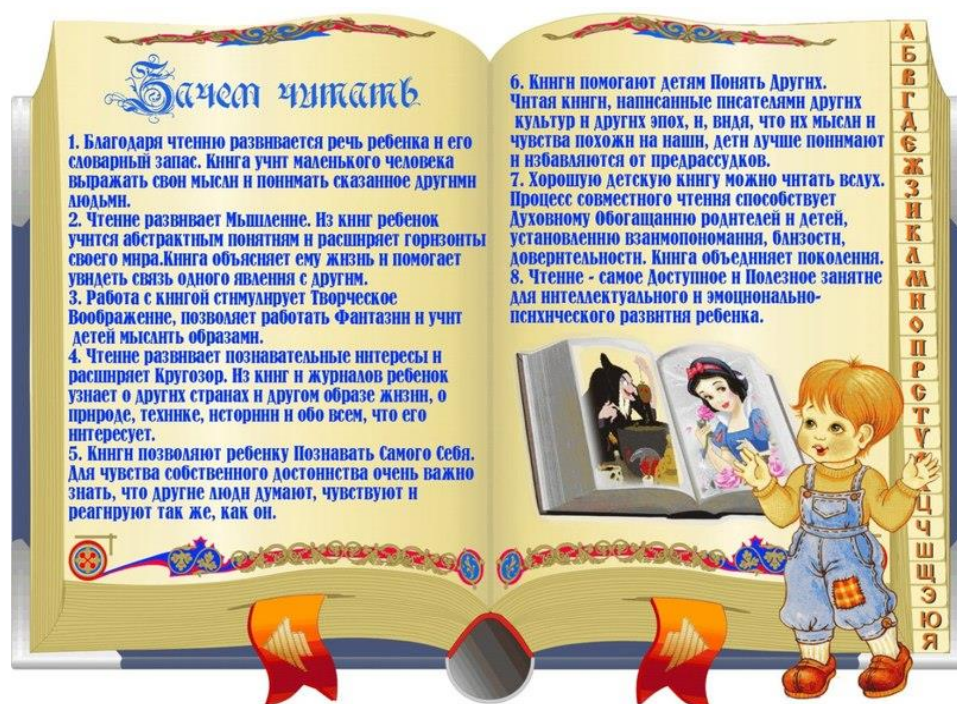 Зачем читать
1. Благодаря чтению развивается речь ребенка и его
словарный запас. Книга учит маленького человека
выражать свои мысли и понимать сказанное другими
людьми.
2. Чтение развивает Мышление. Из книг ребенок
учится абстрактным понятиям и расширяет горизонты
своего мира.Книга объясняет ему жизнь и помогает
увидеть связь одного явления с другим.
3. Работа с книгой стимулирует Творческое
Воображение, позволяет работать Фантазии и учит
детей мыслить образами.
4. Чтение развивает познавательные интересы и
расширяет Кругозор. Из книг и журналов ребенок
узнает о других странах и другом образе жизни, о
природе, технике, истории и обо всем, что его
интересует.
5. Книги позволяют ребенку Познавать Самого Себя.
Для чувства собственного достоинства очень важно
знать, что другие люди думают, чувствуют и
реагируют так же, как он.
6. Книги помогают детям Понять Других.
Читая книги, написанные писателями других
культур и других эпох, и, видя, что их мысли и
чувства похожи на наши, дети лучше понимают
и избавляются от предрассудков.
7. Хорошую детскую книгу можно читать вслух.
Процесс совместного чтения способствует
Духовному Обогащанию родителей и детей,
установлению взаимопономания, близости,
доверительности. Книга объединяет поколения.
8. Чтение - самое Доступное и Полезное занятие
для интеллектуального и эмоционально-
психического развития ребенка.
А
Б
В
Г
Д
Е
Ж
З
И
К
Л
М
Н
О
П
Р
С
Т
У
Ц
Ч
Ш
Щ
Э
Ю
Я